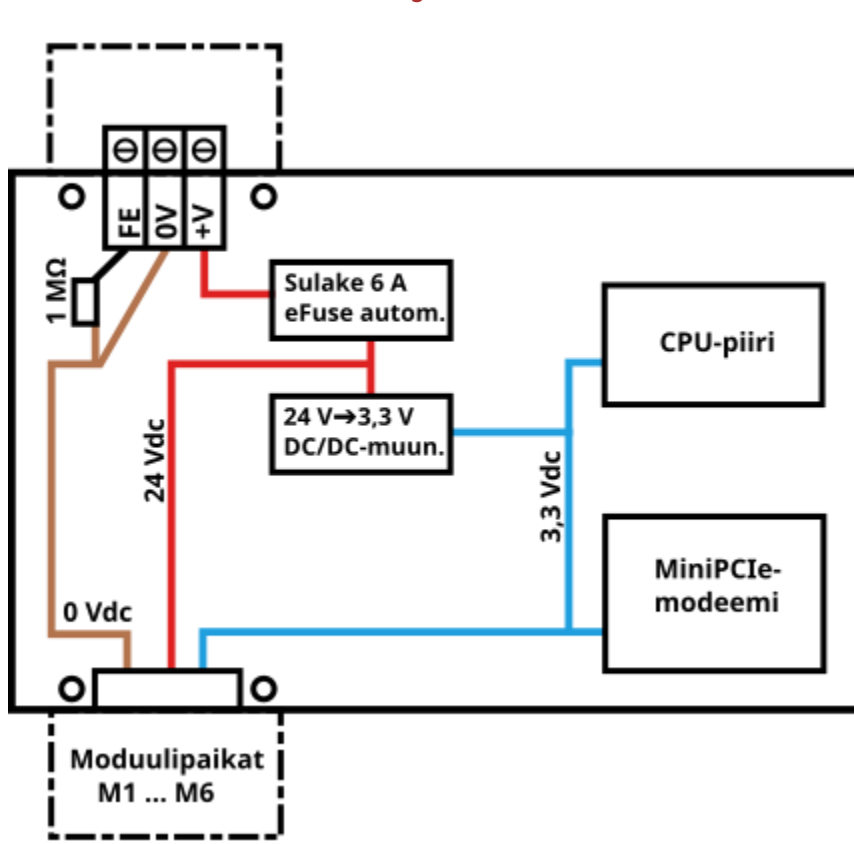 FE
0V
+V
1 MΩ
Sulake 6 A
eFuse autom.
CPU-piiri
24 V➔3,3 V
DC/DC-muun.
24 Vdc
3,3 Vdc
MiniPCIe-
modeemi
0 Vdc
Moduulipaikat
M1 ... M6